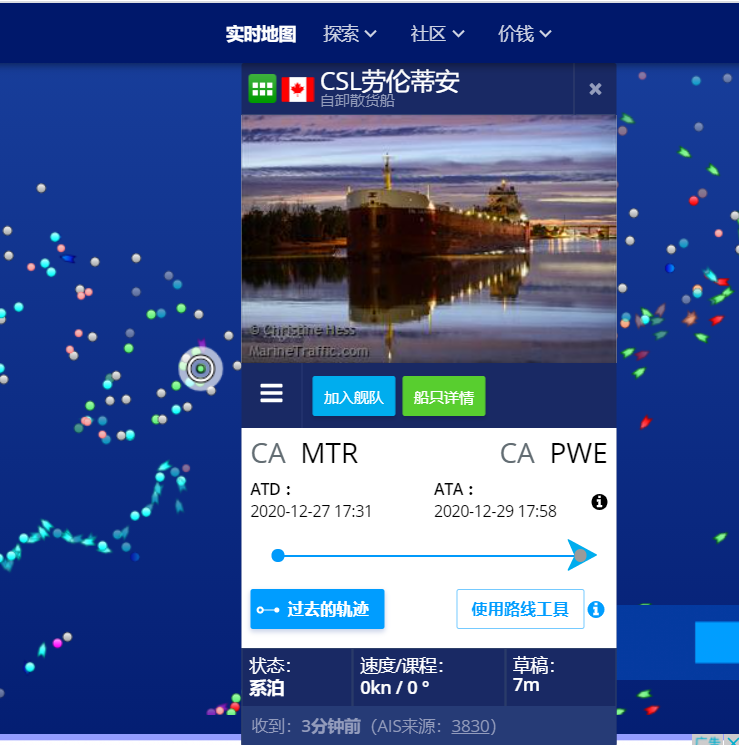 实时地图 探索 社区 价钱
CSL劳伦蒂安
自卸散货船
© Christine Hess
MarineTraffic.com
加入舰队 船只详情
CA MTR CA PWE
ATD： ATA：
2020-12-27 17:31 2020-12-29 17:58
过去的轨迹 使用路线工具
状态： 速度/课程： 草稿：
系泊 0kn / 0 ° 7m
收到：3分钟前（AIS来源：3830）
广告